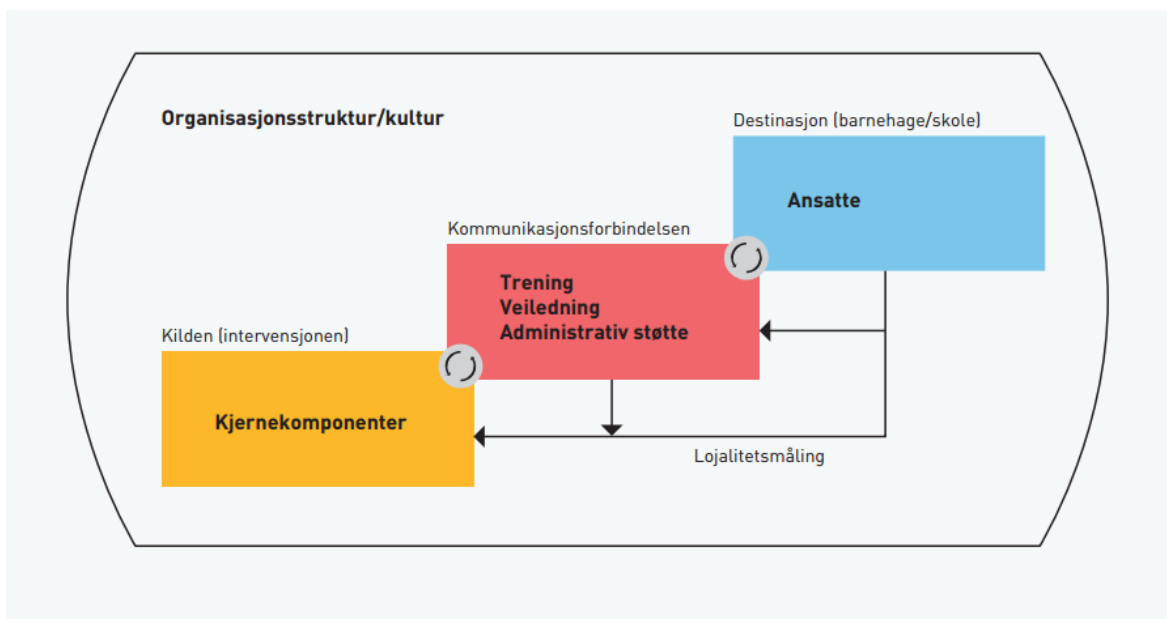 Organisasjonsstruktur/kultur
Destinasjon (barnehage/skole)
Ansatte
Kommunikasjonsforbindelsen
Trening
Veiledning
Administrativ støtte
Kilden (intervensjonen)
Kjernekomponenter
Lojalitetsmåling